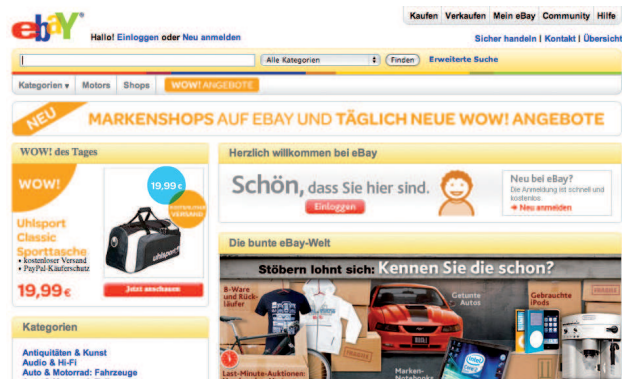 ebaY
Kaufen Verkaufen Mein eBay Community Hilfe
Hallo! Einloggen oder Neu anmelden
Sicher handeln | Kontakt | Übersicht
Alle Kategorien Finden Erweiterte Suche
Kategorien Motors Shops WOW! ANGEBOTE
NEU MARKENSHOPS AUF EBAY UND TÄGLICH NEUE WOW! ANGEBOTE
WOW! des Tages
WOW!
19,99 €
KOSTENLOSER VERSAND
uhlsport
Uhlsport
Classic
Sporttasche
• kostenloser Versand
• PayPal-Käuferschutz
19,99 €
Jetzt anschauen
Kategorien
Antiquitäten & Kunst
Audio & Hi-Fi
Auto & Motorrad: Fahrzeuge
Herzlich willkommen bei eBay
Schön, dass Sie hier sind.
Einloggen
Neu bei eBay?
Die Anmeldung ist schnell und
kostenlos.
Neu anmelden
Die bunte eBay-Welt
Stöbern lohnt sich: Kennen Sie die schon?
B-Ware
und Rück-
läufer
Getunte
Autos
Gebrauchte
iPods
Last-Minute-Auktionen:
Marken-
Notebooks
intel